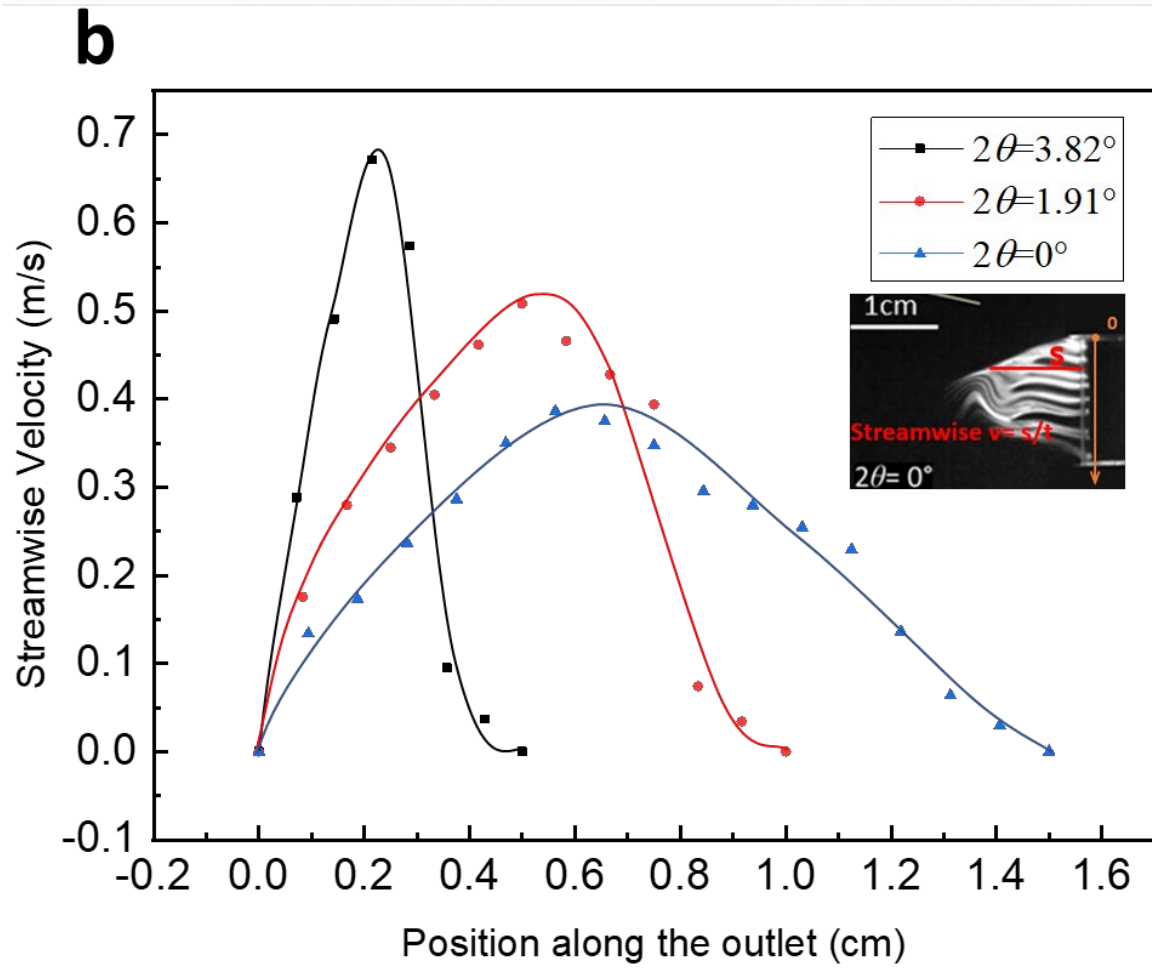 b
0.7
0.6
0.5
0.4
0.3
0.2
0.1
0.0
-0.1
-0.2 0.0 0.2 0.4 0.6 0.8 1.0 1.2 1.4 1.6
Streamwise Velocity (m/s)
Position along the outlet (cm)
2θ=3.82°
2θ=1.91°
2θ=0°
1cm
0
s
Streamwise v= s/t
2θ= 0°